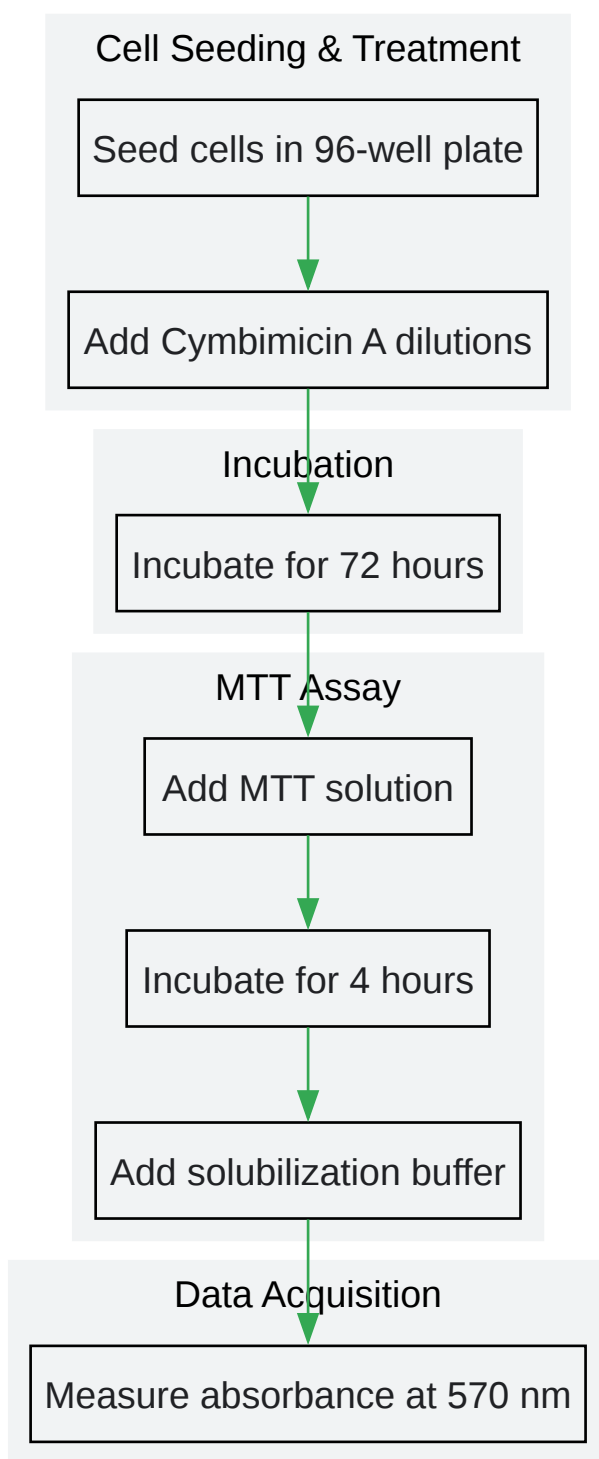 Cell Seeding & Treatment
Seed cells in 96-well plate
Add Cymbimicin A dilutions
Incubation
Incubate for 72 hours
MTT Assay
Add MTT solution
Incubate for 4 hours
Add solubilization buffer
Data Acquisition
Measure absorbance at 570 nm